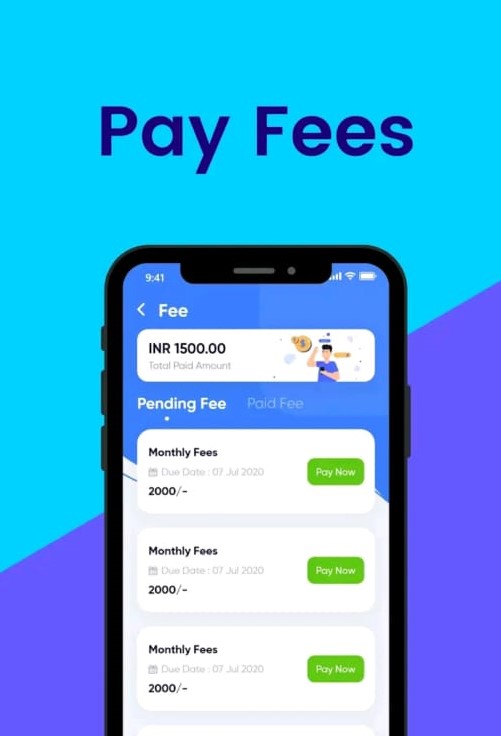 Pay Fees
9:41
Fee
INR 1500.00
Total Paid Amount
Pending Fee Paid Fee
Monthly Fees
Due Date : 07 Jul 2020
Pay Now
2000/-
Monthly Fees
Due Date : 07 Jul 2020
Pay Now
2000/-
Monthly Fees
Due Date : 07 Jul 2020
Pay Now
2000/-